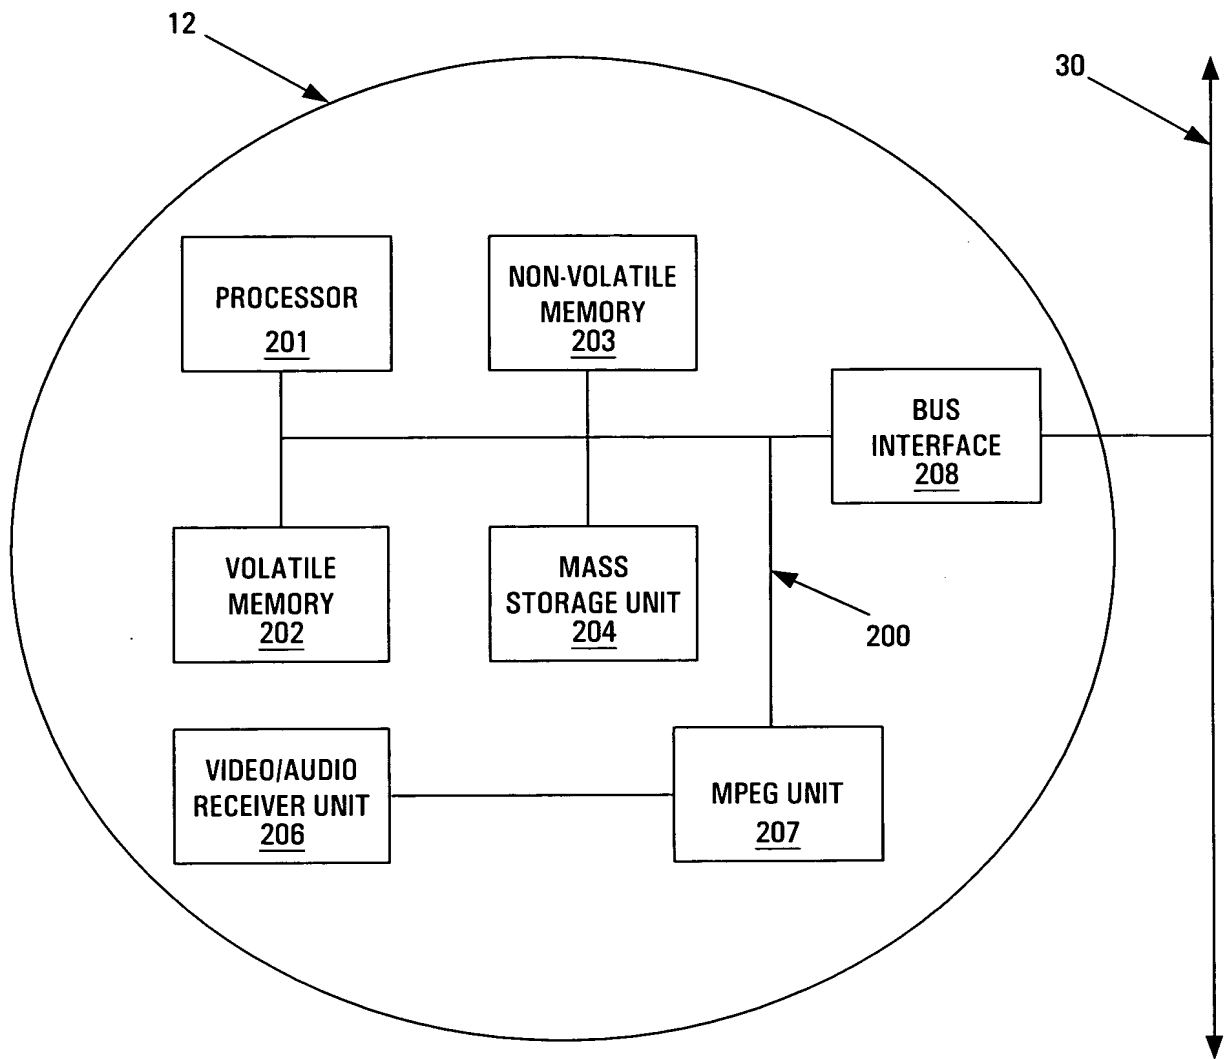 12
30
PROCESSOR
201
NON-VOLATILE
MEMORY
203
BUS
INTERFACE
208
VOLATILE
MEMORY
202
MASS
STORAGE UNIT
204
200
VIDEO/AUDIO
RECEIVER UNIT
206
MPEG UNIT
207